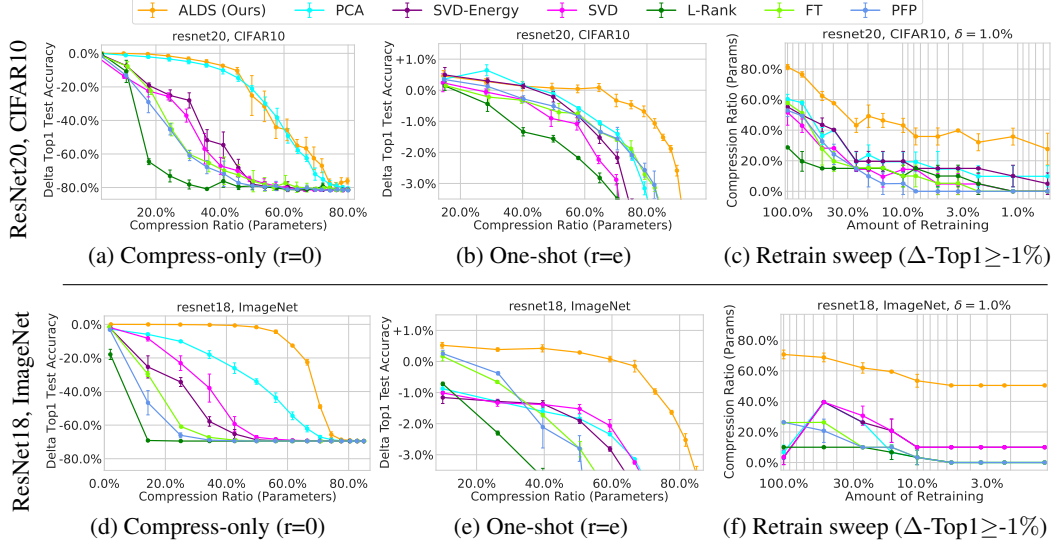 ALDS (Ours) PCA SVD-Energy SVD L-Rank FT PFP
ResNet20, CIFAR10
resnet20, CIFAR10
Delta Top1 Test Accuracy
0.0%
-20.0%
-40.0%
-60.0%
-80.0%
20.0% 40.0% 60.0% 80.0%
Compression Ratio (Parameters)
(a) Compress-only (r=0)
resnet20, CIFAR10
Delta Top1 Test Accuracy
+1.0%
0.0%
-1.0%
-2.0%
-3.0%
20.0% 40.0% 60.0% 80.0%
Compression Ratio (Parameters)
(b) One-shot (r=e)
resnet20, CIFAR10, δ = 1.0%
Compression Ratio (Params)
80.0%
60.0%
40.0%
20.0%
0.0%
100.0% 30.0% 10.0% 3.0% 1.0%
Amount of Retraining
(c) Retrain sweep (Δ-Top1≥-1%)
ResNet18, ImageNet
resnet18, ImageNet
Delta Top1 Test Accuracy
0.0%
-20.0%
-40.0%
-60.0%
-80.0%
0.0% 20.0% 40.0% 60.0% 80.0%
Compression Ratio (Parameters)
(d) Compress-only (r=0)
resnet18, ImageNet
Delta Top1 Test Accuracy
+1.0%
0.0%
-1.0%
-2.0%
-3.0%
20.0% 40.0% 60.0% 80.0%
Compression Ratio (Parameters)
(e) One-shot (r=e)
resnet18, ImageNet, δ = 1.0%
Compression Ratio (Params)
80.0%
60.0%
40.0%
20.0%
0.0%
100.0% 30.0% 10.0% 3.0%
Amount of Retraining
(f) Retrain sweep (Δ-Top1≥-1%)